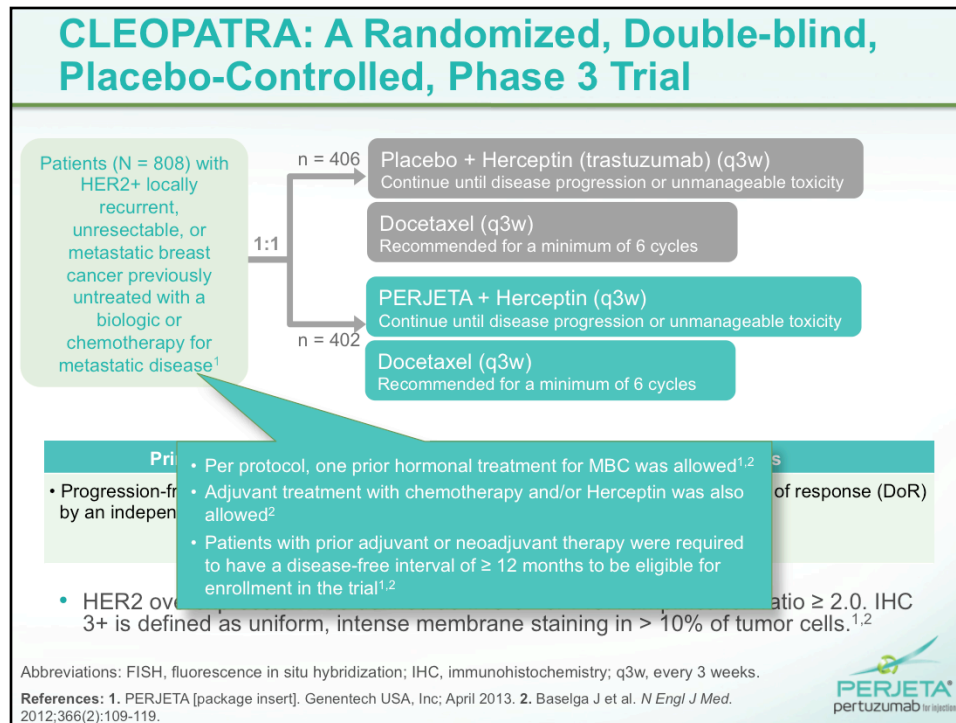 CLEOPATRA: A Randomized, Double-blind,
Placebo-Controlled, Phase 3 Trial
Patients (N = 808) with
HER2+ locally
recurrent,
unresectable, or
metastatic breast
cancer previously
untreated with a
biologic or
chemotherapy for
metastatic disease1
1:1
n = 406
Placebo + Herceptin (trastuzumab) (q3w)
Continue until disease progression or unmanageable toxicity
Docetaxel (q3w)
Recommended for a minimum of 6 cycles
n = 402
PERJETA + Herceptin (q3w)
Continue until disease progression or unmanageable toxicity
Docetaxel (q3w)
Recommended for a minimum of 6 cycles
• Per protocol, one prior hormonal treatment for MBC was allowed1,2
• Adjuvant treatment with chemotherapy and/or Herceptin was also
allowed2
• Patients with prior adjuvant or neoadjuvant therapy were required
to have a disease-free interval of ≥ 12 months to be eligible for
enrollment in the trial1,2
• Progression-fr
by an indepen
of response (DoR)
• HER2 ove atio ≥ 2.0. IHC
3+ is defined as uniform, intense membrane staining in > 10% of tumor cells.1,2
Abbreviations: FISH, fluorescence in situ hybridization; IHC, immunohistochemistry; q3w, every 3 weeks.
References: 1. PERJETA [package insert]. Genentech USA, Inc; April 2013. 2. Baselga J et al. N Engl J Med.
2012;366(2):109-119.
PERJETA®
pertuzumab for injection